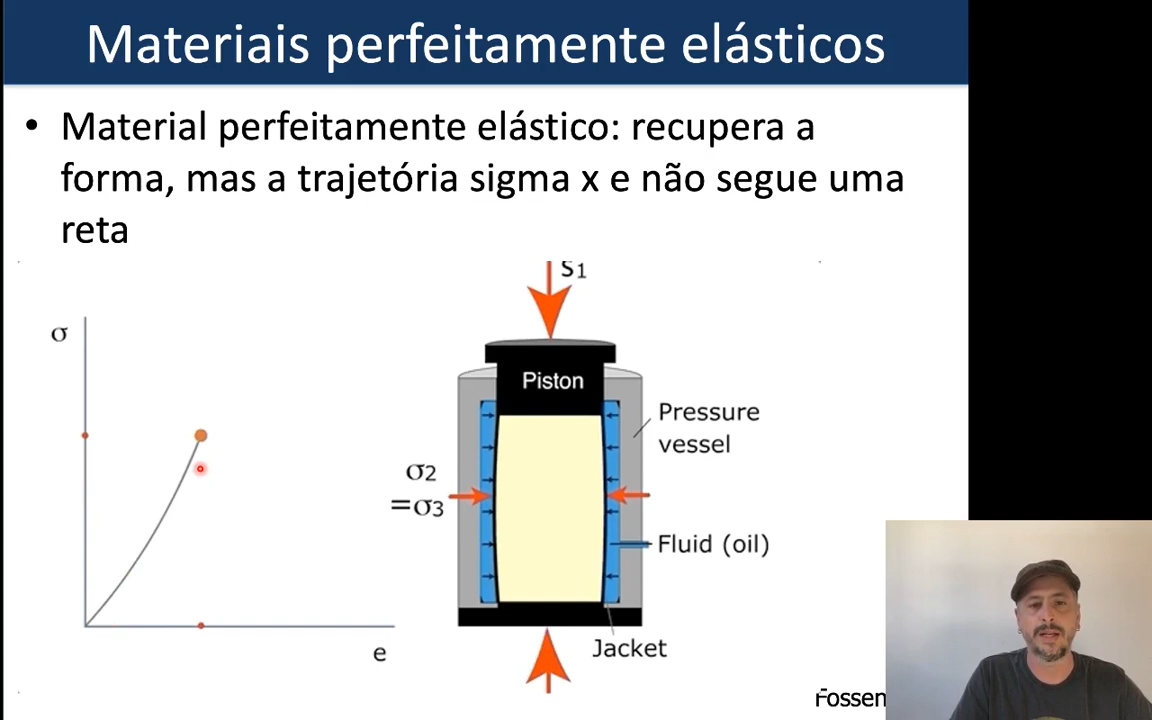 Materiais perfeitamente elásticos
• Material perfeitamente elástico: recupera a
forma, mas a trajetória sigma x e não segue uma
reta
S1
σ
Piston
Pressure
vessel
σ2
=σ3
Fluid (oil)
e
Jacket
Fossen